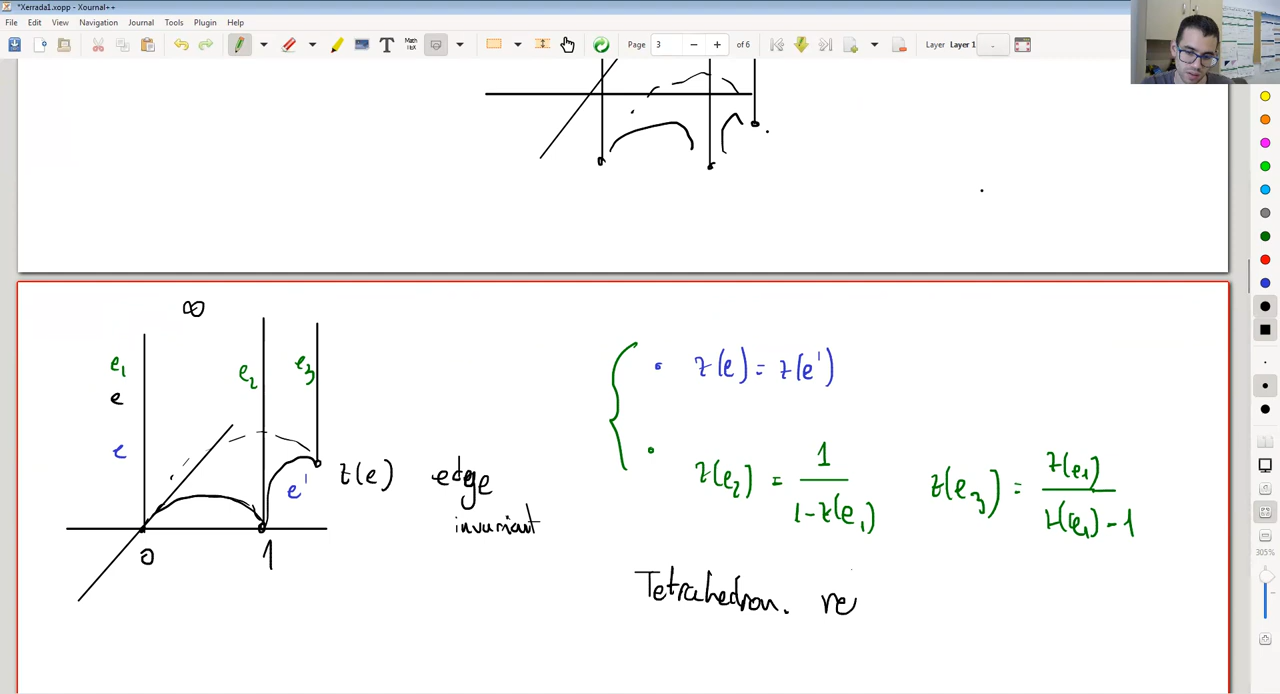 *Xerrada1.xopp - Xournal++
File Edit View Navigation Journal Tools Plugin Help
Page 3 of 6 Layer Layer 1
∞
e₁ e₂ e₃
e
e
e'
z(e) edge
invariant
0 1
• z(e) = z(e')
• z(e₂) = 1/(1-z(e₁)) z(e₃) = z(e₁)/(z(e₁)-1)
Tetrahedron. re
305%